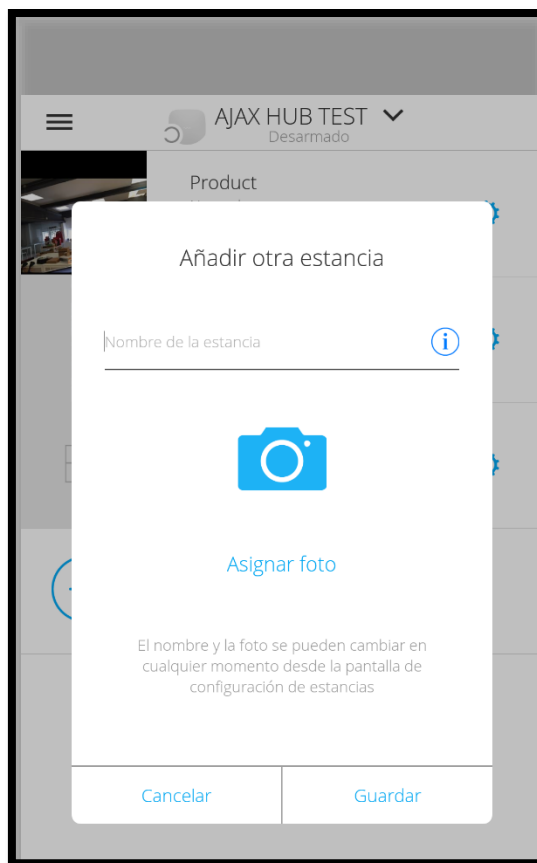 AJAX HUB TEST
Desarmado
Product
Añadir otra estancia
Nombre de la estancia
i
Asignar foto
El nombre y la foto se pueden cambiar en
cualquier momento desde la pantalla de
configuración de estancias
Cancelar
Guardar